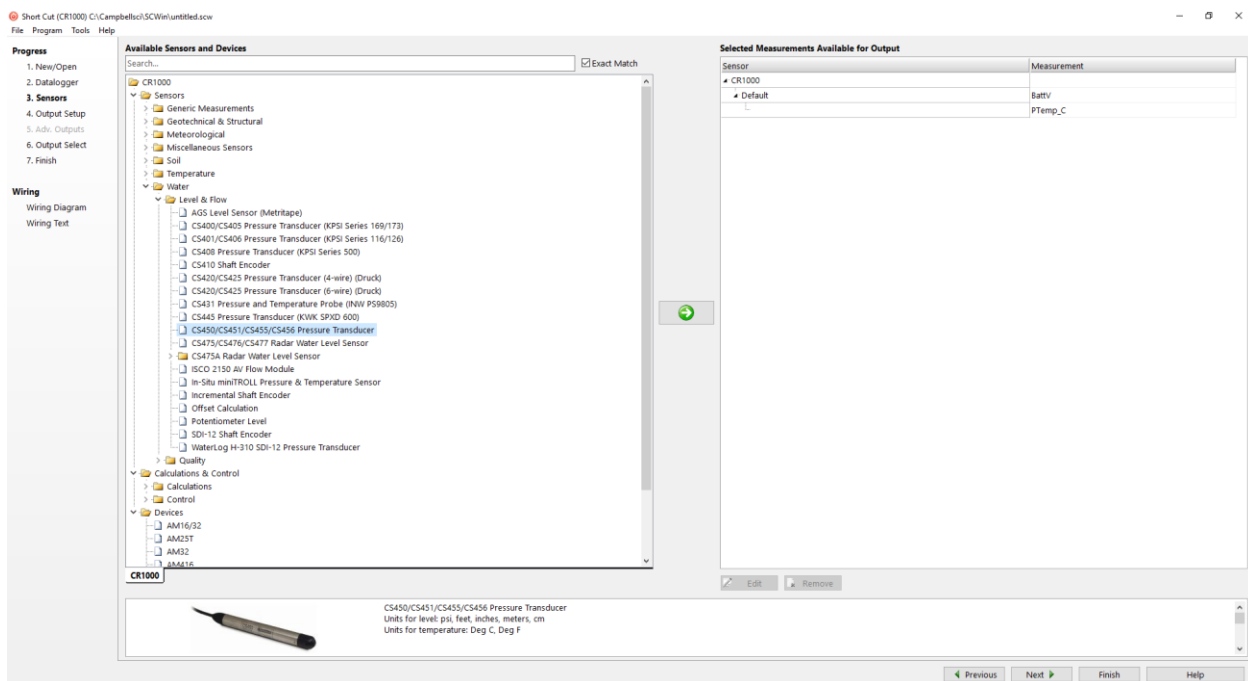 Short Cut (CR1000) C:\Campbellsci\SCWin\untitled.scw
File Program Tools Help
Progress
1. New/Open
2. Datalogger
3. Sensors
4. Output Setup
5. Adv. Outputs
6. Output Select
7. Finish
Wiring
Wiring Diagram
Wiring Text
Available Sensors and Devices
Search...
Exact Match
CR1000
Sensors
Generic Measurements
Geotechnical & Structural
Meteorological
Miscellaneous Sensors
Soil
Temperature
Water
Level & Flow
AGS Level Sensor (Metritape)
CS400/CS405 Pressure Transducer (KPSI Series 169/173)
CS401/CS406 Pressure Transducer (KPSI Series 116/126)
CS408 Pressure Transducer (KPSI Series 500)
CS410 Shaft Encoder
CS420/CS425 Pressure Transducer (4-wire) (Druck)
CS420/CS425 Pressure Transducer (6-wire) (Druck)
CS431 Pressure and Temperature Probe (INW PS9805)
CS445 Pressure Transducer (KWK SPXD 600)
CS450/CS451/CS455/CS456 Pressure Transducer
CS475/CS476/CS477 Radar Water Level Sensor
CS475A Radar Water Level Sensor
ISCO 2150 AV Flow Module
In-Situ miniTROLL Pressure & Temperature Sensor
Incremental Shaft Encoder
Offset Calculation
Potentiometer Level
SDI-12 Shaft Encoder
WaterLog H-310 SDI-12 Pressure Transducer
Quality
Calculations & Control
Calculations
Control
Devices
AM16/32
AM25T
AM32
AM416
CR1000
Selected Measurements Available for Output
Sensor Measurement
CR1000
Default BattV
PTemp_C
Edit Remove
CS450/CS451/CS455/CS456 Pressure Transducer
Units for level: psi, feet, inches, meters, cm
Units for temperature: Deg C, Deg F
Previous Next Finish Help